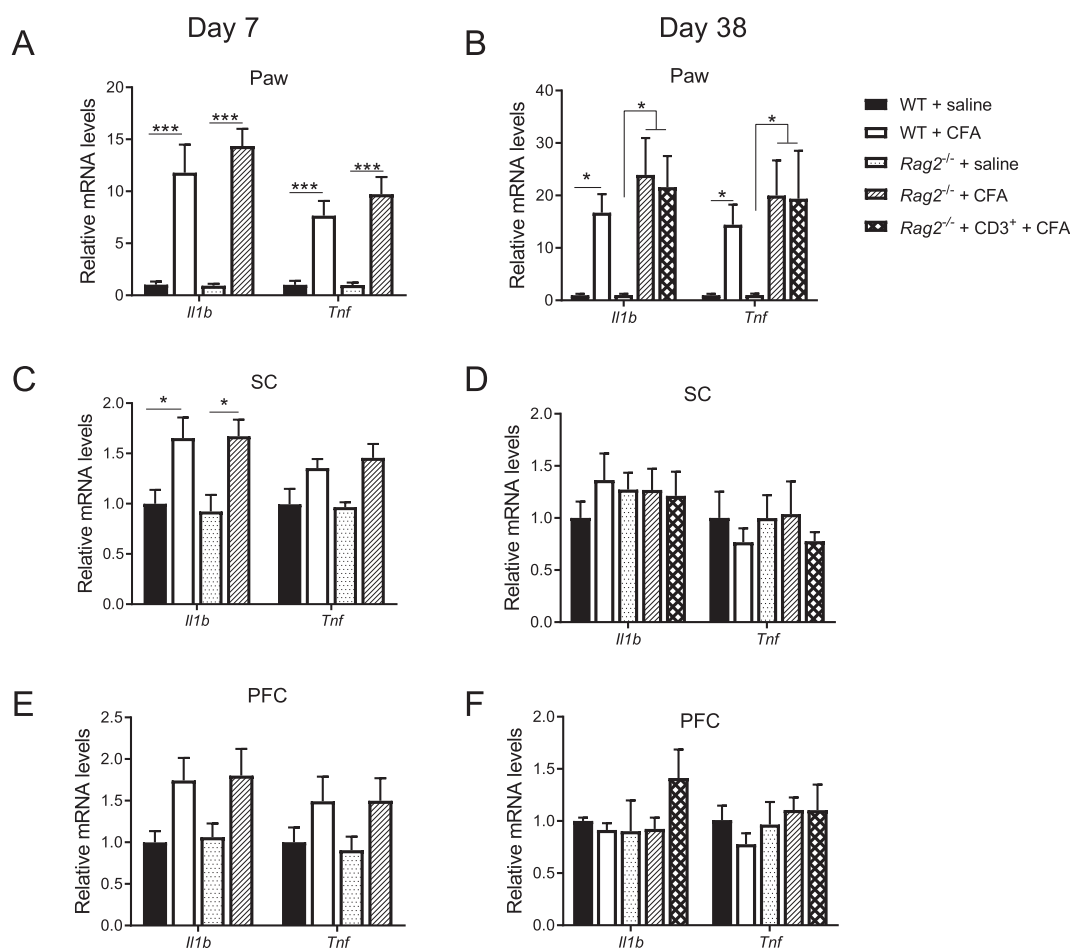 Day 7
Day 38
A
Paw
Relative mRNA levels
20
15
10
5
0
***
***
***
***
Il1b
Tnf
B
Paw
Relative mRNA levels
40
30
20
10
0
*
*
*
*
Il1b
Tnf
WT + saline
WT + CFA
Rag2-/- + saline
Rag2-/- + CFA
Rag2-/- + CD3+ + CFA
C
SC
Relative mRNA levels
2.0
1.5
1.0
0.5
0.0
*
*
Il1b
Tnf
D
SC
Relative mRNA levels
2.0
1.5
1.0
0.5
0.0
Il1b
Tnf
E
PFC
Relative mRNA levels
2.5
2.0
1.5
1.0
0.5
0.0
Il1b
Tnf
F
PFC
Relative mRNA levels
2.0
1.5
1.0
0.5
0.0
Il1b
Tnf